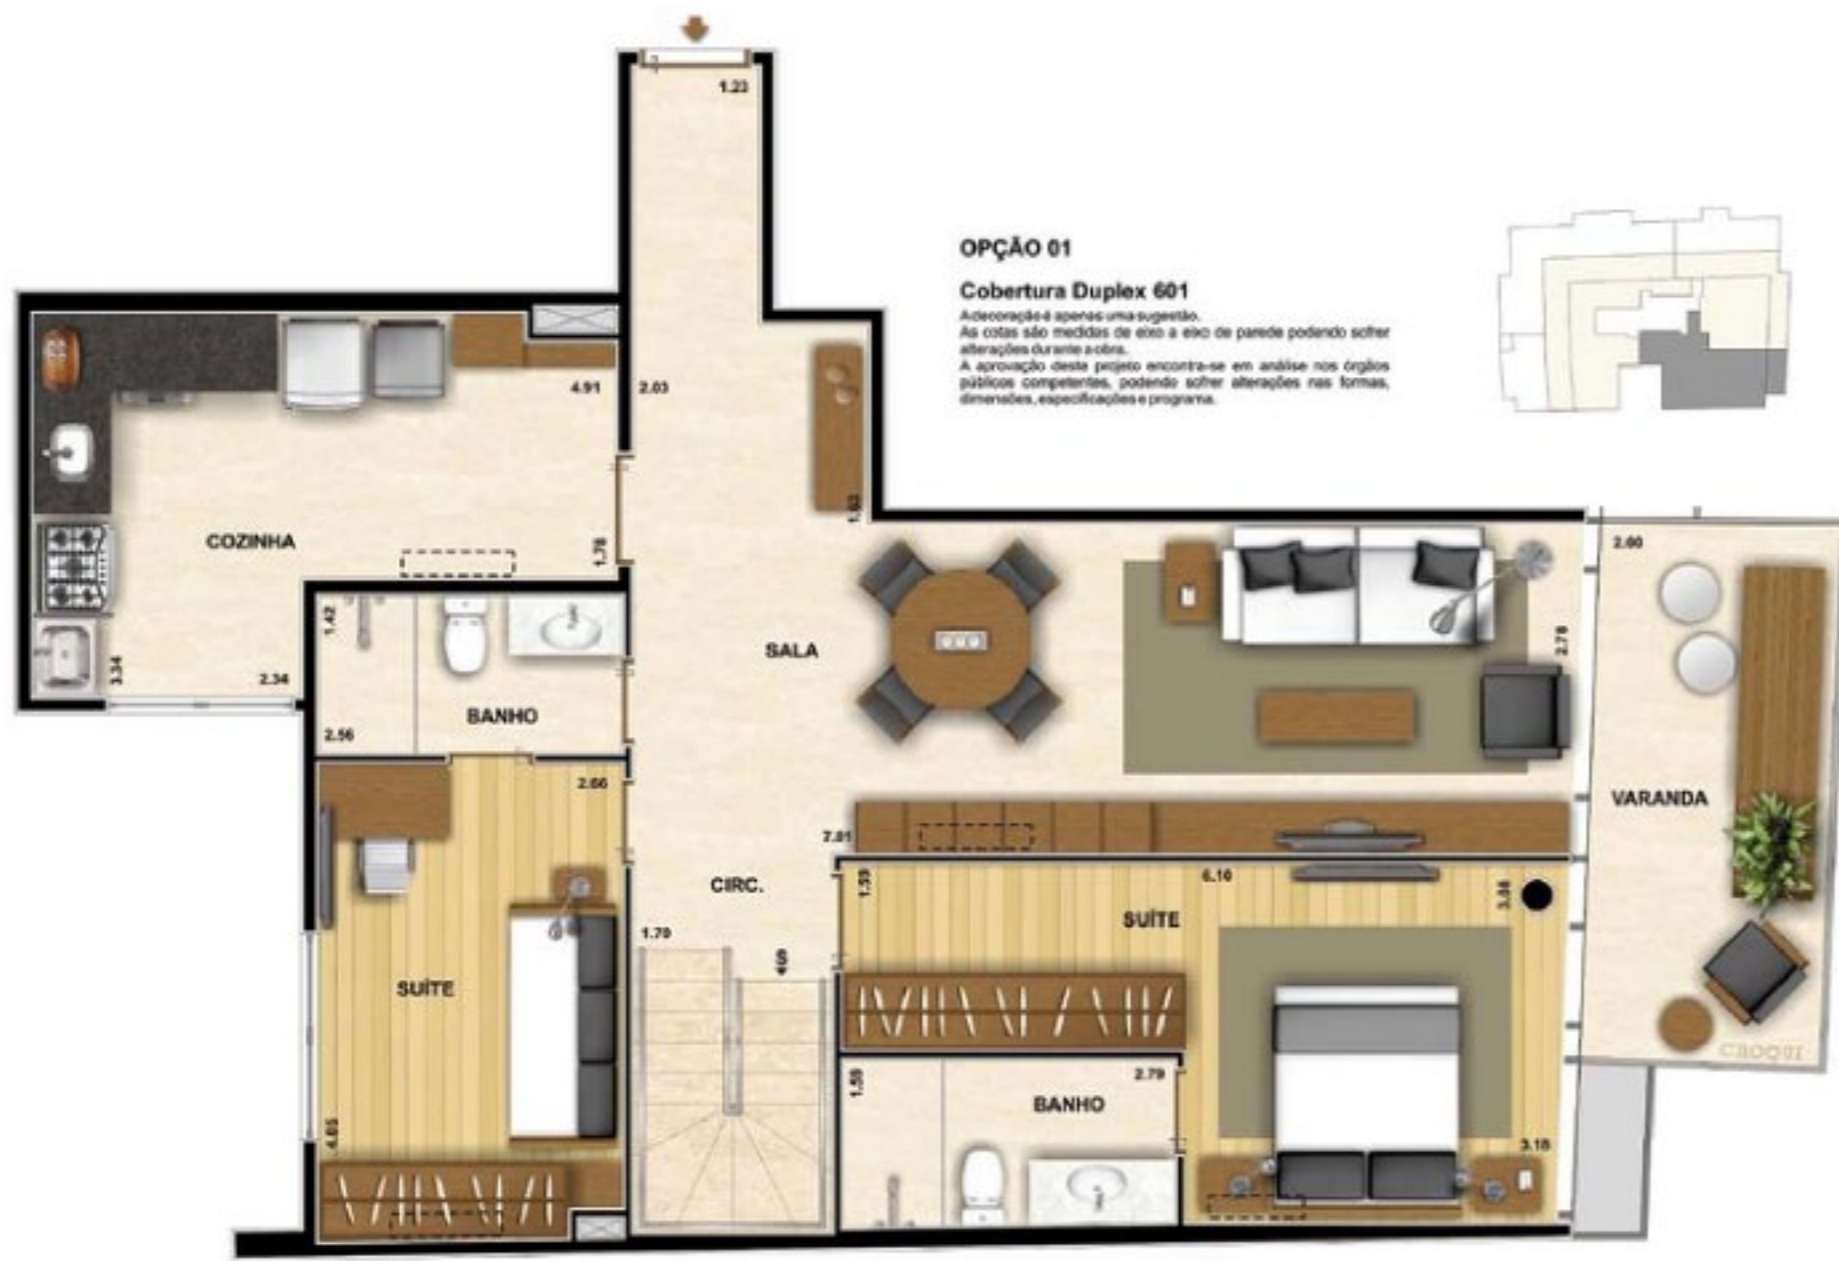 1.23
OPÇÃO 01
Cobertura Duplex 601
A decoração é apenas uma sugestão.
As cotas são medidas de eixo a eixo de parede podendo sofrer
alterações durante a obra.
A aprovação deste projeto encontra-se em análise nos órgãos
públicos competentes, podendo sofrer alterações nas formas,
dimensões, especificações e programa.
4.91
2.03
1.63
COZINHA
1.78
2.60
1.42
SALA
2.78
3.34
2.34
BANHO
2.56
2.66
VARANDA
7.01
CIRC.
1.59
6.10
3.86
SUÍTE
1.70
SUÍTE
CROQUI
1.59
2.79
BANHO
4.05
3.18